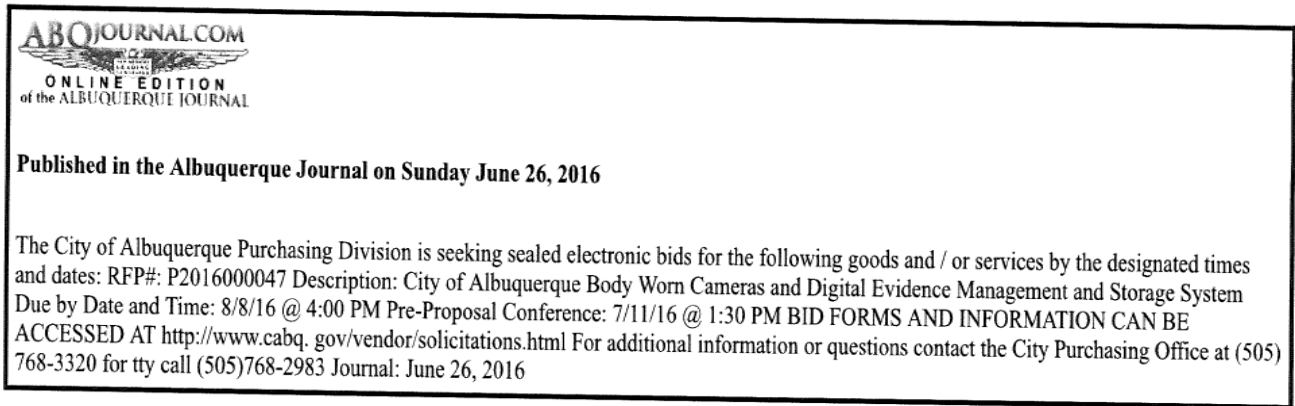 ABQJOURNAL.COM
ONLINE EDITION
of the ALBUQUERQUE JOURNAL
Published in the Albuquerque Journal on Sunday June 26, 2016
The City of Albuquerque Purchasing Division is seeking sealed electronic bids for the following goods and / or services by the designated times
and dates: RFP#: P2016000047 Description: City of Albuquerque Body Worn Cameras and Digital Evidence Management and Storage System
Due by Date and Time: 8/8/16 @ 4:00 PM Pre-Proposal Conference: 7/11/16 @ 1:30 PM BID FORMS AND INFORMATION CAN BE
ACCESSED AT http://www.cabq. gov/vendor/solicitations.html For additional information or questions contact the City Purchasing Office at (505)
768-3320 for tty call (505)768-2983 Journal: June 26, 2016